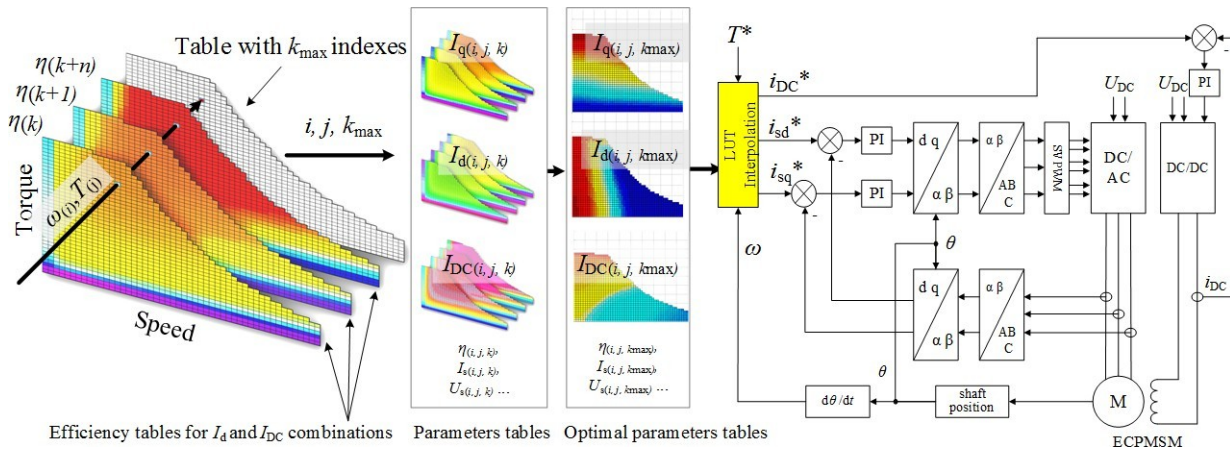 Table with kmax indexes
η(k+n)
η(k+1)
η(k)
i, j, kmax
ω(i),T(j)
Torque
Speed
Efficiency tables for Id and IDC combinations
Iq(i, j, k)
Id(i, j, k)
IDC(i, j, k)
η(i, j, k),
Is(i, j, k),
Us(i, j, k) ...
Parameters tables
Iq(i, j, kmax)
Id(i, j, kmax)
IDC(i, j, kmax)
η(i, j, kmax),
Is(i, j, kmax),
Us(i, j, kmax) ...
Optimal parameters tables
T*
LUT
Interpolation
iDC*
isd*
isq*
ω
-
-
-
PI
PI
PI
d q
α β
α β
AB
C
SV PWM
UDC
UDC
DC/
AC
DC/DC
θ
d q
α β
α β
AB
C
iDC
θ
dθ/dt
shaft
position
M
ECPMSM